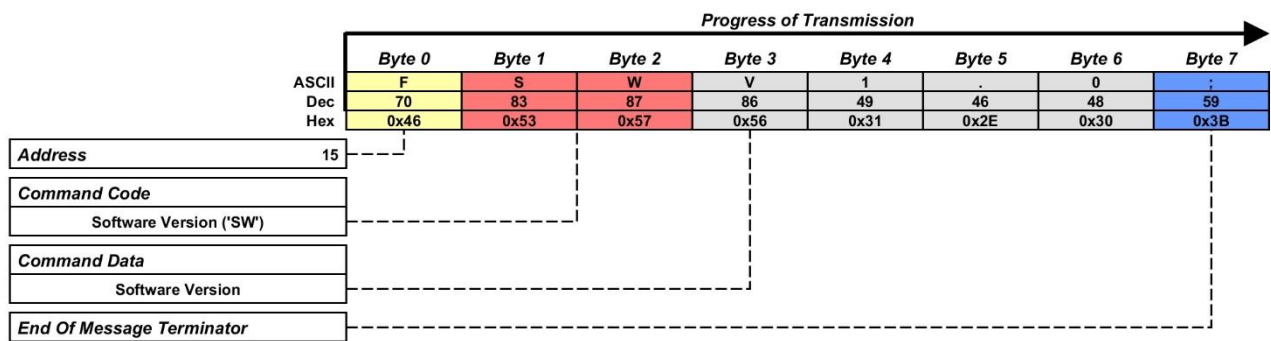 Progress of Transmission
Byte 0 Byte 1 Byte 2 Byte 3 Byte 4 Byte 5 Byte 6 Byte 7
ASCII F S W V 1 . 0 ;
Dec 70 83 87 86 49 46 48 59
Hex 0x46 0x53 0x57 0x56 0x31 0x2E 0x30 0x3B
Address 15
Command Code
Software Version ('SW')
Command Data
Software Version
End Of Message Terminator